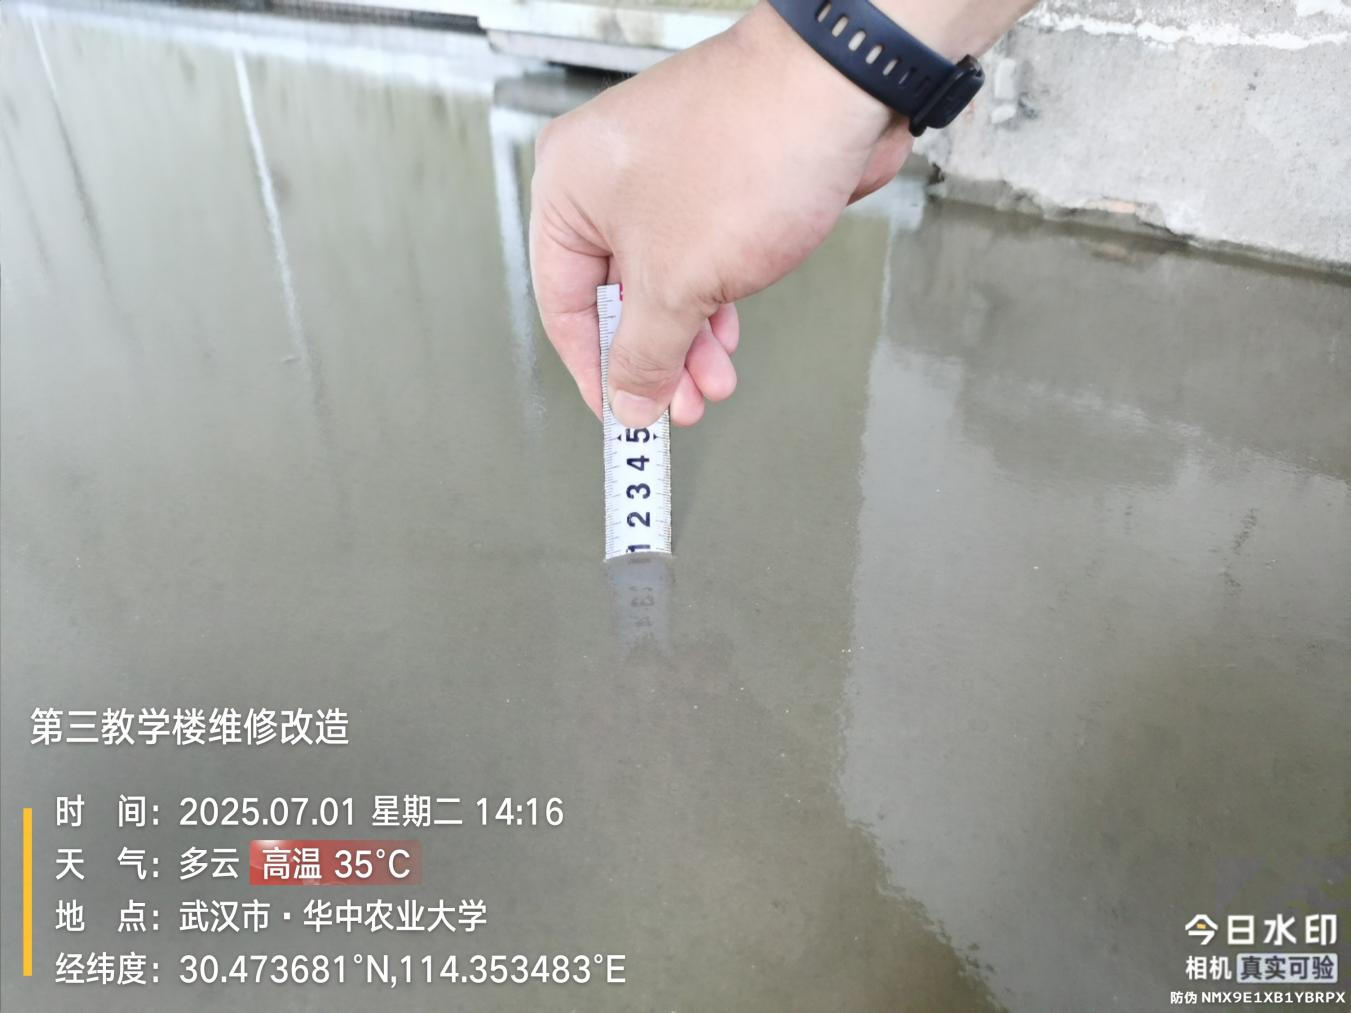 5
4
3
2
1
第三教学楼维修改造
时 间：2025.07.01 星期二 14:16
天 气：多云 高温 35°C
地 点：武汉市·华中农业大学
经纬度：30.473681°N,114.353483°E
今日水印
相机 真实可验
防伪 NMX9E1XB1YBRPX